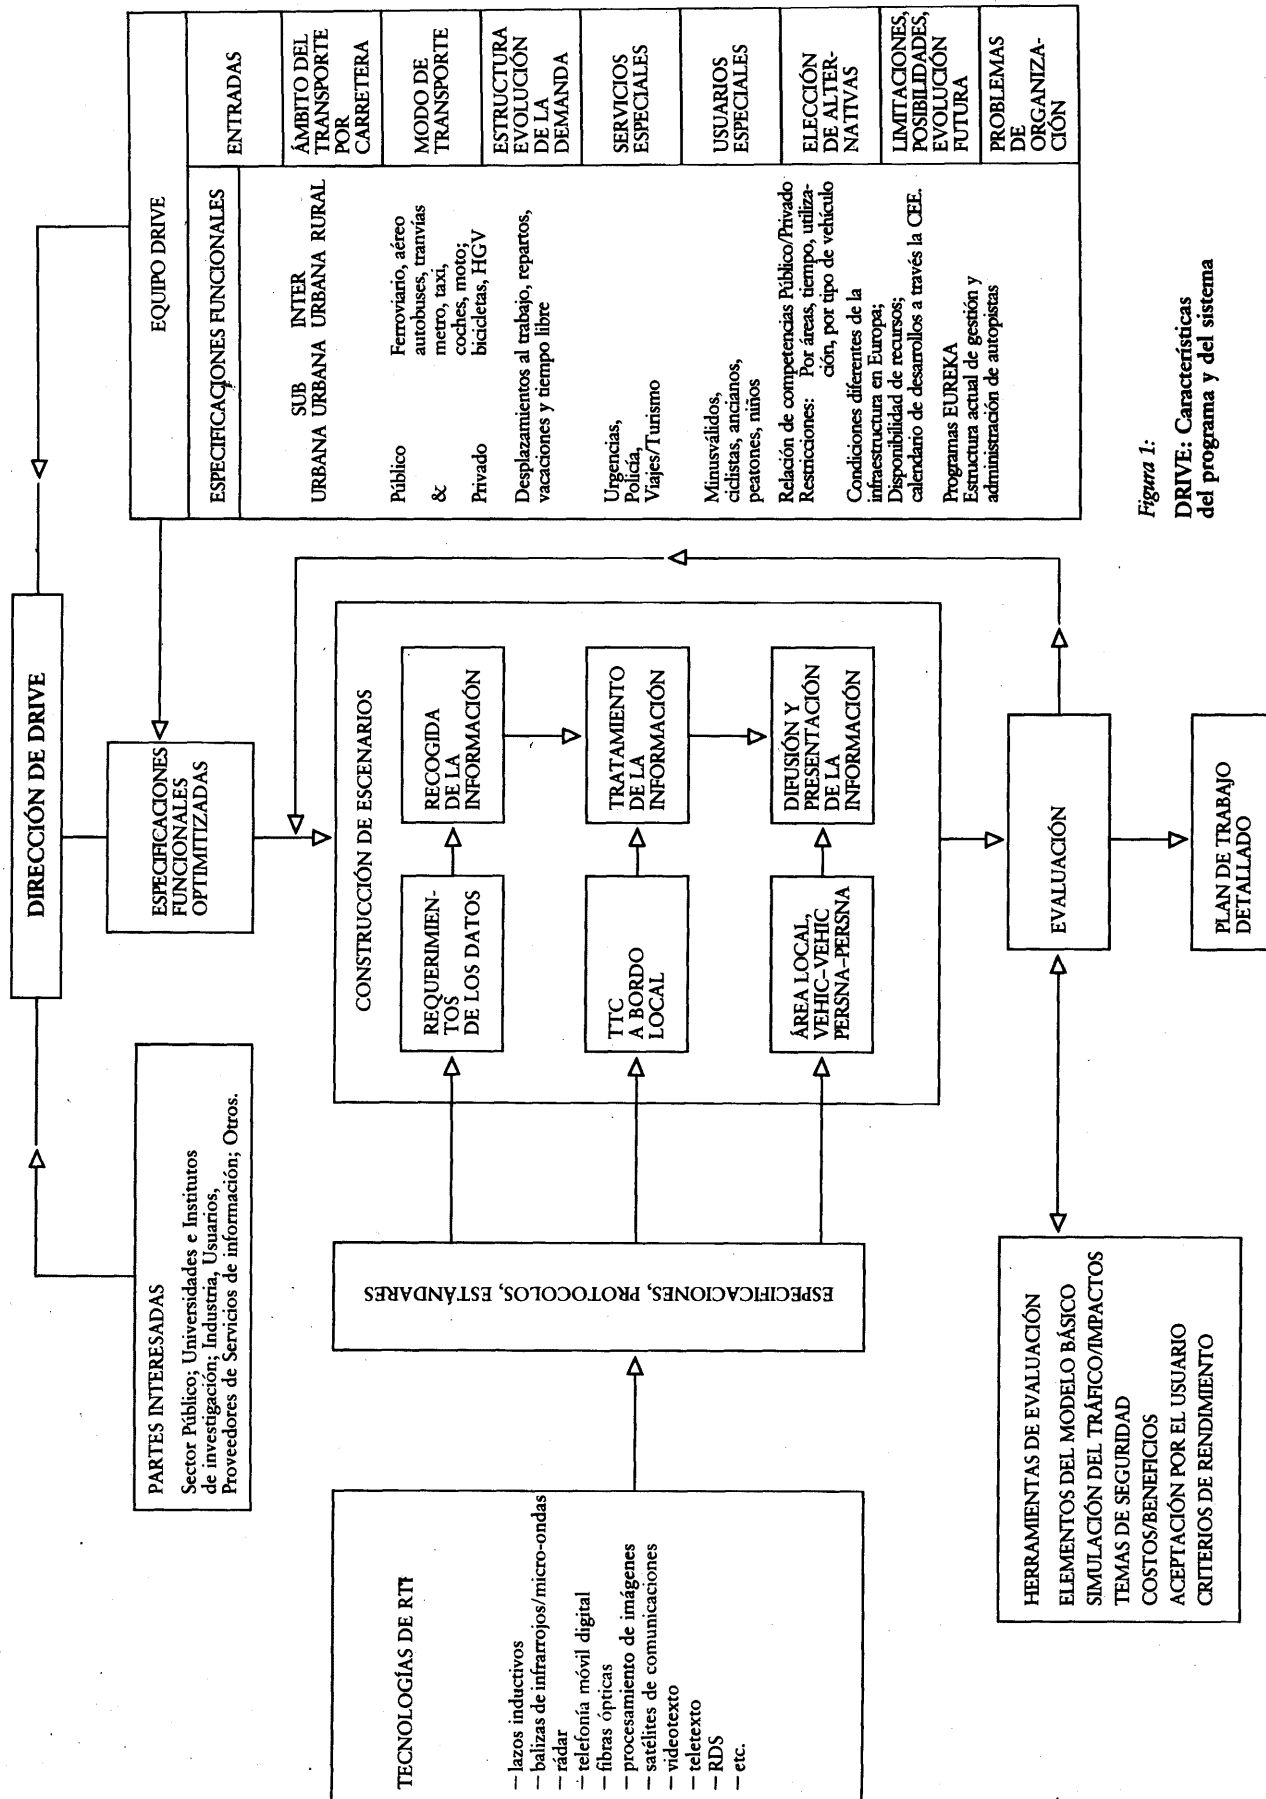 DIRECCIÓN DE DRIVE
PARTES INTERESADAS
Sector Público; Universidades e Institutos
de investigación; Industria, Usuarios,
Proveedores de Servicios de información; Otros.
ESPECIFICACIONES
FUNCIONALES
OPTIMITIZADAS
EQUIPO DRIVE
ESPECIFICACIONES FUNCIONALES
ENTRADAS
SUB INTER
URBANA URBANA URBANA RURAL
ÁMBITO DEL
TRANSPORTE
POR
CARRETERA
Público
&
Privado
Ferroviario, aéreo
autobuses, tranvías
metro, taxi,
coches, moto;
bicicletas, HGV
MODO DE
TRANSPORTE
Desplazamientos al trabajo, repartos,
vacaciones y tiempo libre
ESTRUCTURA
EVOLUCIÓN
DE LA
DEMANDA
Urgencias,
Policía,
Viajes/Turismo
SERVICIOS
ESPECIALES
Minusválidos,
ciclistas, ancianos,
peatones, niños
USUARIOS
ESPECIALES
Relación de competencias Público/Privado
Restricciones: Por áreas, tiempo, utiliza-
ción, por tipo de vehículo
ELECCIÓN
DE ALTER-
NATIVAS
Condiciones diferentes de la
infraestructura en Europa;
Disponibilidad de recursos;
calendario de desarrollos a través la CEE.
LIMITACIONES,
POSIBILIDADES,
EVOLUCIÓN
FUTURA
Programas EUREKA
Estructura actual de gestión y
administración de autopistas
PROBLEMAS
DE
ORGANIZA-
CIÓN
TECNOLOGÍAS DE RTI
– lazos inductivos
– balizas de infrarrojos/micro-ondas
– rádar
– telefonía móvil digital
– fibras ópticas
– procesamiento de imágenes
– satélites de comunicaciones
– videotexto
– teletexto
– RDS
– etc.
ESPECIFICACIONES, PROTOCOLOS, ESTÁNDARES
CONSTRUCCIÓN DE ESCENARIOS
REQUERIMIEN-
TOS
DE LOS DATOS
RECOGIDA
DE LA
INFORMACIÓN
TTC
A BORDO
LOCAL
TRATAMIENTO
DE LA
INFORMACIÓN
ÁREA LOCAL,
VEHIC–VEHIC
PERSNA–PERSNA
DIFUSIÓN Y
PRESENTACIÓN
DE LA
INFORMACIÓN
HERRAMIENTAS DE EVALUACIÓN
ELEMENTOS DEL MODELO BÁSICO
SIMULACIÓN DEL TRÁFICO/IMPACTOS
TEMAS DE SEGURIDAD
COSTOS/BENEFICIOS
ACEPTACIÓN POR EL USUARIO
CRITERIOS DE RENDIMIENTO
EVALUACIÓN
PLAN DE TRABAJO
DETALLADO
Figura 1:
DRIVE: Características
del programa y del sistema